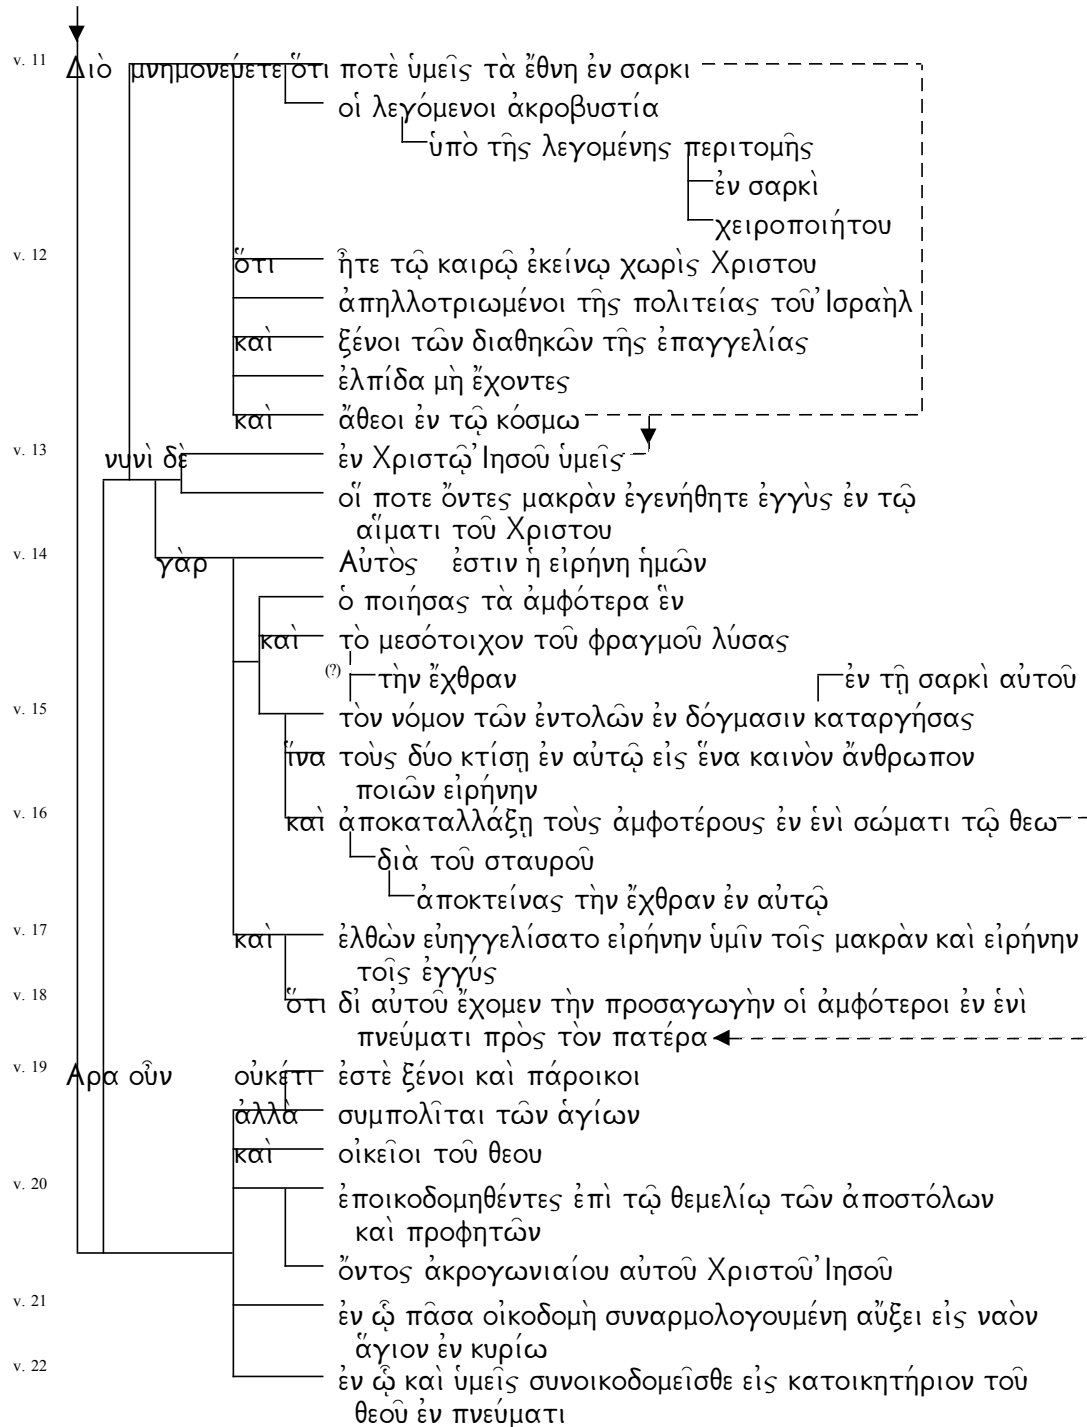 v. 11 Διὸ μνημονεύετε ὅτι ποτὲ ὑμεῖς τὰ ἔθνη ἐν σαρκι
οἱ λεγόμενοι ἀκροβυστία
ὑπὸ τῆς λεγομένης περιτομῆς
ἐν σαρκὶ
χειροποιήτου
v. 12 ὅτι ἦτε τῷ καιρῷ ἐκείνῳ χωρὶς Χριστου
ἀπηλλοτριωμένοι τῆς πολιτείας τοῦ Ἰσραὴλ
καὶ ξένοι τῶν διαθηκῶν τῆς ἐπαγγελίας
ἐλπίδα μὴ ἔχοντες
καὶ ἄθεοι ἐν τῷ κόσμω
v. 13 νυνὶ δὲ ἐν Χριστῷ Ἰησοῦ ὑμεῖς
οἵ ποτε ὄντες μακρὰν ἐγενήθητε ἐγγὺς ἐν τῷ
αἵματι τοῦ Χριστου
v. 14 γὰρ Αὐτὸς ἐστιν ἡ εἰρήνη ἡμῶν
ὁ ποιήσας τὰ ἀμφότερα ἓν
καὶ τὸ μεσότοιχον τοῦ φραγμοῦ λύσας
(?) τὴν ἔχθραν ἐν τῇ σαρκὶ αὐτοῦ
v. 15 τὸν νόμον τῶν ἐντολῶν ἐν δόγμασιν καταργήσας
ἵνα τοὺς δύο κτίσῃ ἐν αὐτῷ εἰς ἕνα καινὸν ἄνθρωπον
ποιῶν εἰρήνην
v. 16 καὶ ἀποκαταλλάξῃ τοὺς ἀμφοτέρους ἐν ἑνὶ σώματι τῷ θεω
διὰ τοῦ σταυροῦ
ἀποκτείνας τὴν ἔχθραν ἐν αὐτῷ
v. 17 καὶ ἐλθὼν εὐηγγελίσατο εἰρήνην ὑμῖν τοῖς μακρὰν καὶ εἰρήνην
τοῖς ἐγγύς
v. 18 ὅτι δἰ αὐτοῦ ἔχομεν τὴν προσαγωγὴν οἱ ἀμφότεροι ἐν ἑνὶ
πνεύματι πρὸς τὸν πατέρα
v. 19 Αρα οὖν οὐκέτι ἐστὲ ξένοι καὶ πάροικοι
ἀλλὰ συμπολῖται τῶν ἁγίων
καὶ οἰκεῖοι τοῦ θεου
v. 20 ἐποικοδομηθέντες ἐπὶ τῷ θεμελίῳ τῶν ἀποστόλων
καὶ προφητῶν
ὄντος ἀκρογωνιαίου αὐτοῦ Χριστοῦ Ἰησοῦ
v. 21 ἐν ᾧ πᾶσα οἰκοδομὴ συναρμολογουμένη αὔξει εἰς ναὸν
ἅγιον ἐν κυρίω
v. 22 ἐν ᾧ καὶ ὑμεῖς συνοικοδομεῖσθε εἰς κατοικητήριον τοῦ
θεοῦ ἐν πνεύματι